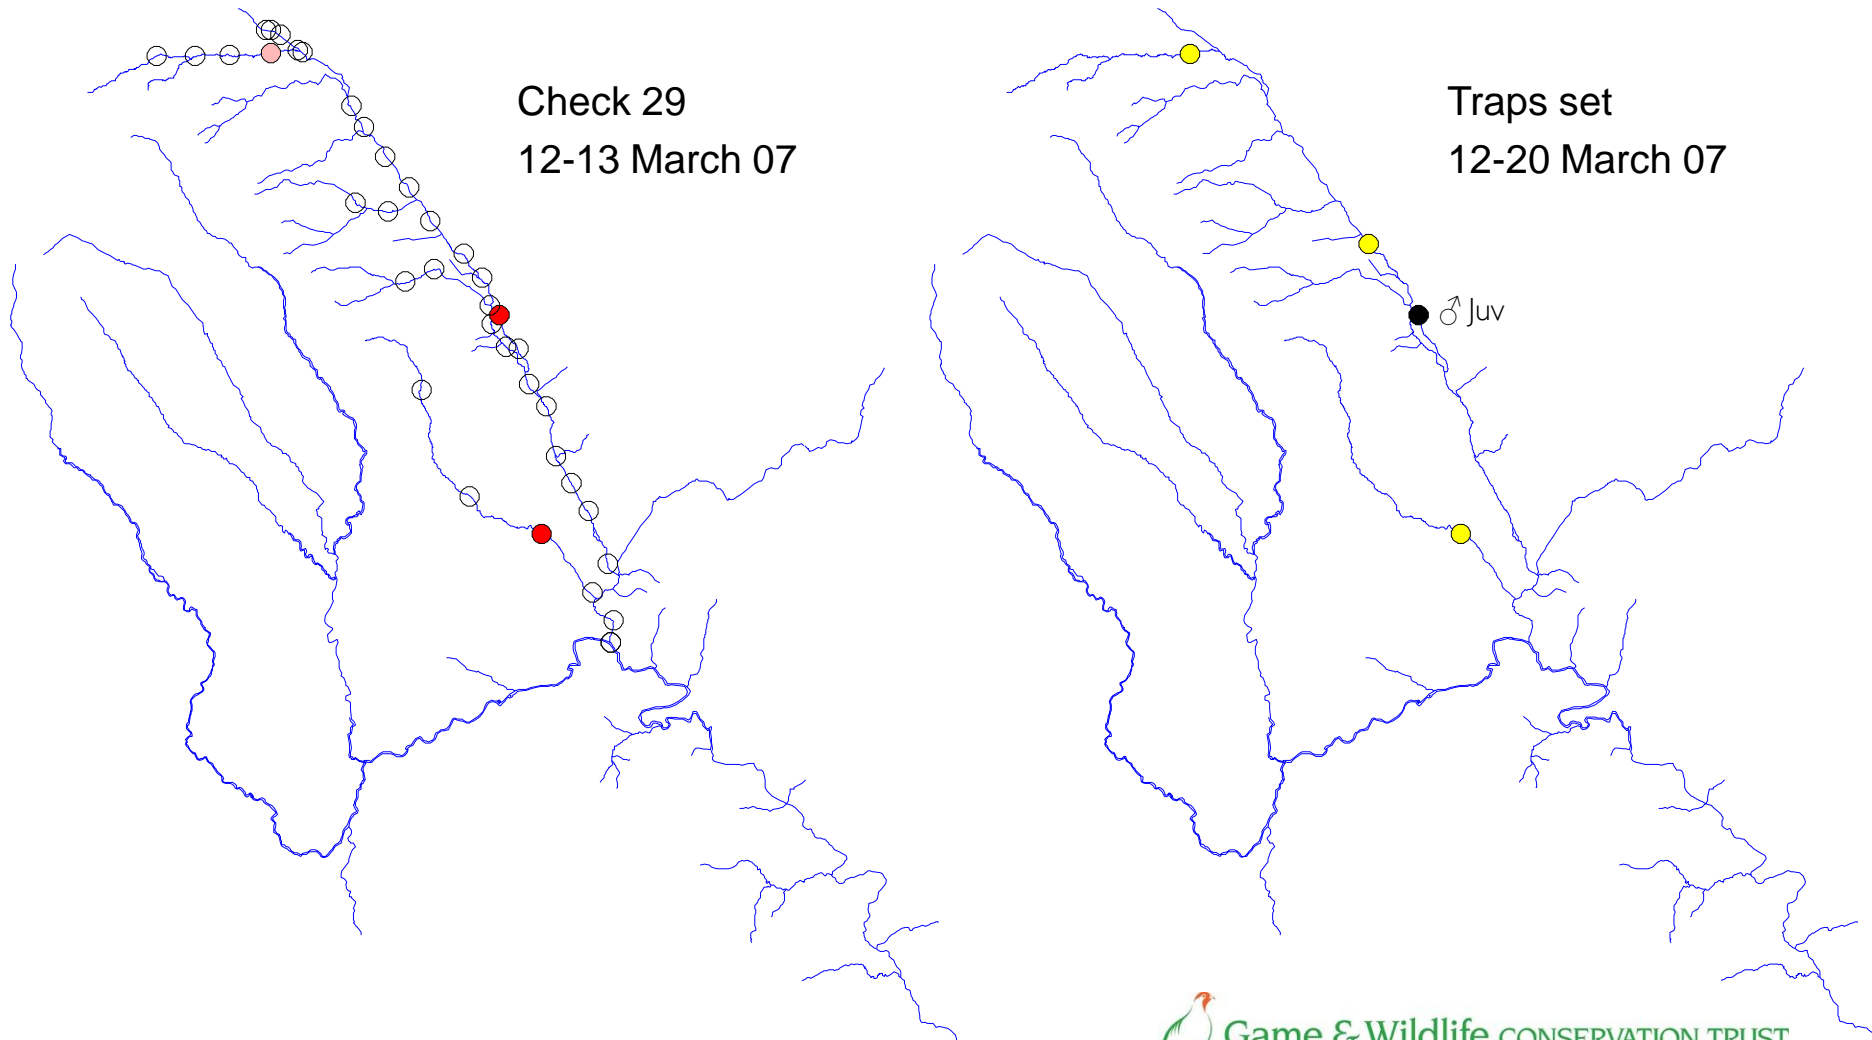 Check 29
12-13 March 07
Traps set
12-20 March 07
♂ Juv
Game & Wildlife CONSERVATION TRUST